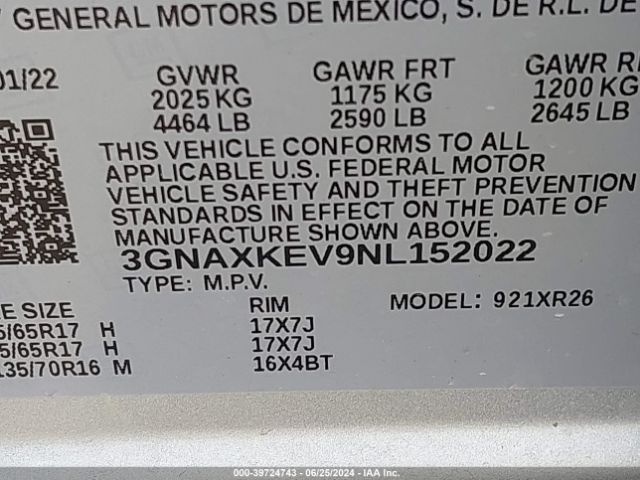 GENERAL MOTORS DE MEXICO, S. DE R.L. DE
01/22
GVWR GAWR FRT GAWR R
2025 KG 1175 KG 1200 KG
4464 LB 2590 LB 2645 LB
THIS VEHICLE CONFORMS TO ALL
APPLICABLE U.S. FEDERAL MOTOR
VEHICLE SAFETY AND THEFT PREVENTION
STANDARDS IN EFFECT ON THE DATE OF
MANUFACTURE SHOWN ABOVE.
3GNAXKEV9NL152022
TYPE: M.P.V.
RE SIZE RIM MODEL: 921XR26
5/65R17 H 17X7J
5/65R17 H 17X7J
135/70R16 M 16X4BT
000-39724743 - 06/25/2024 - IAA Inc.